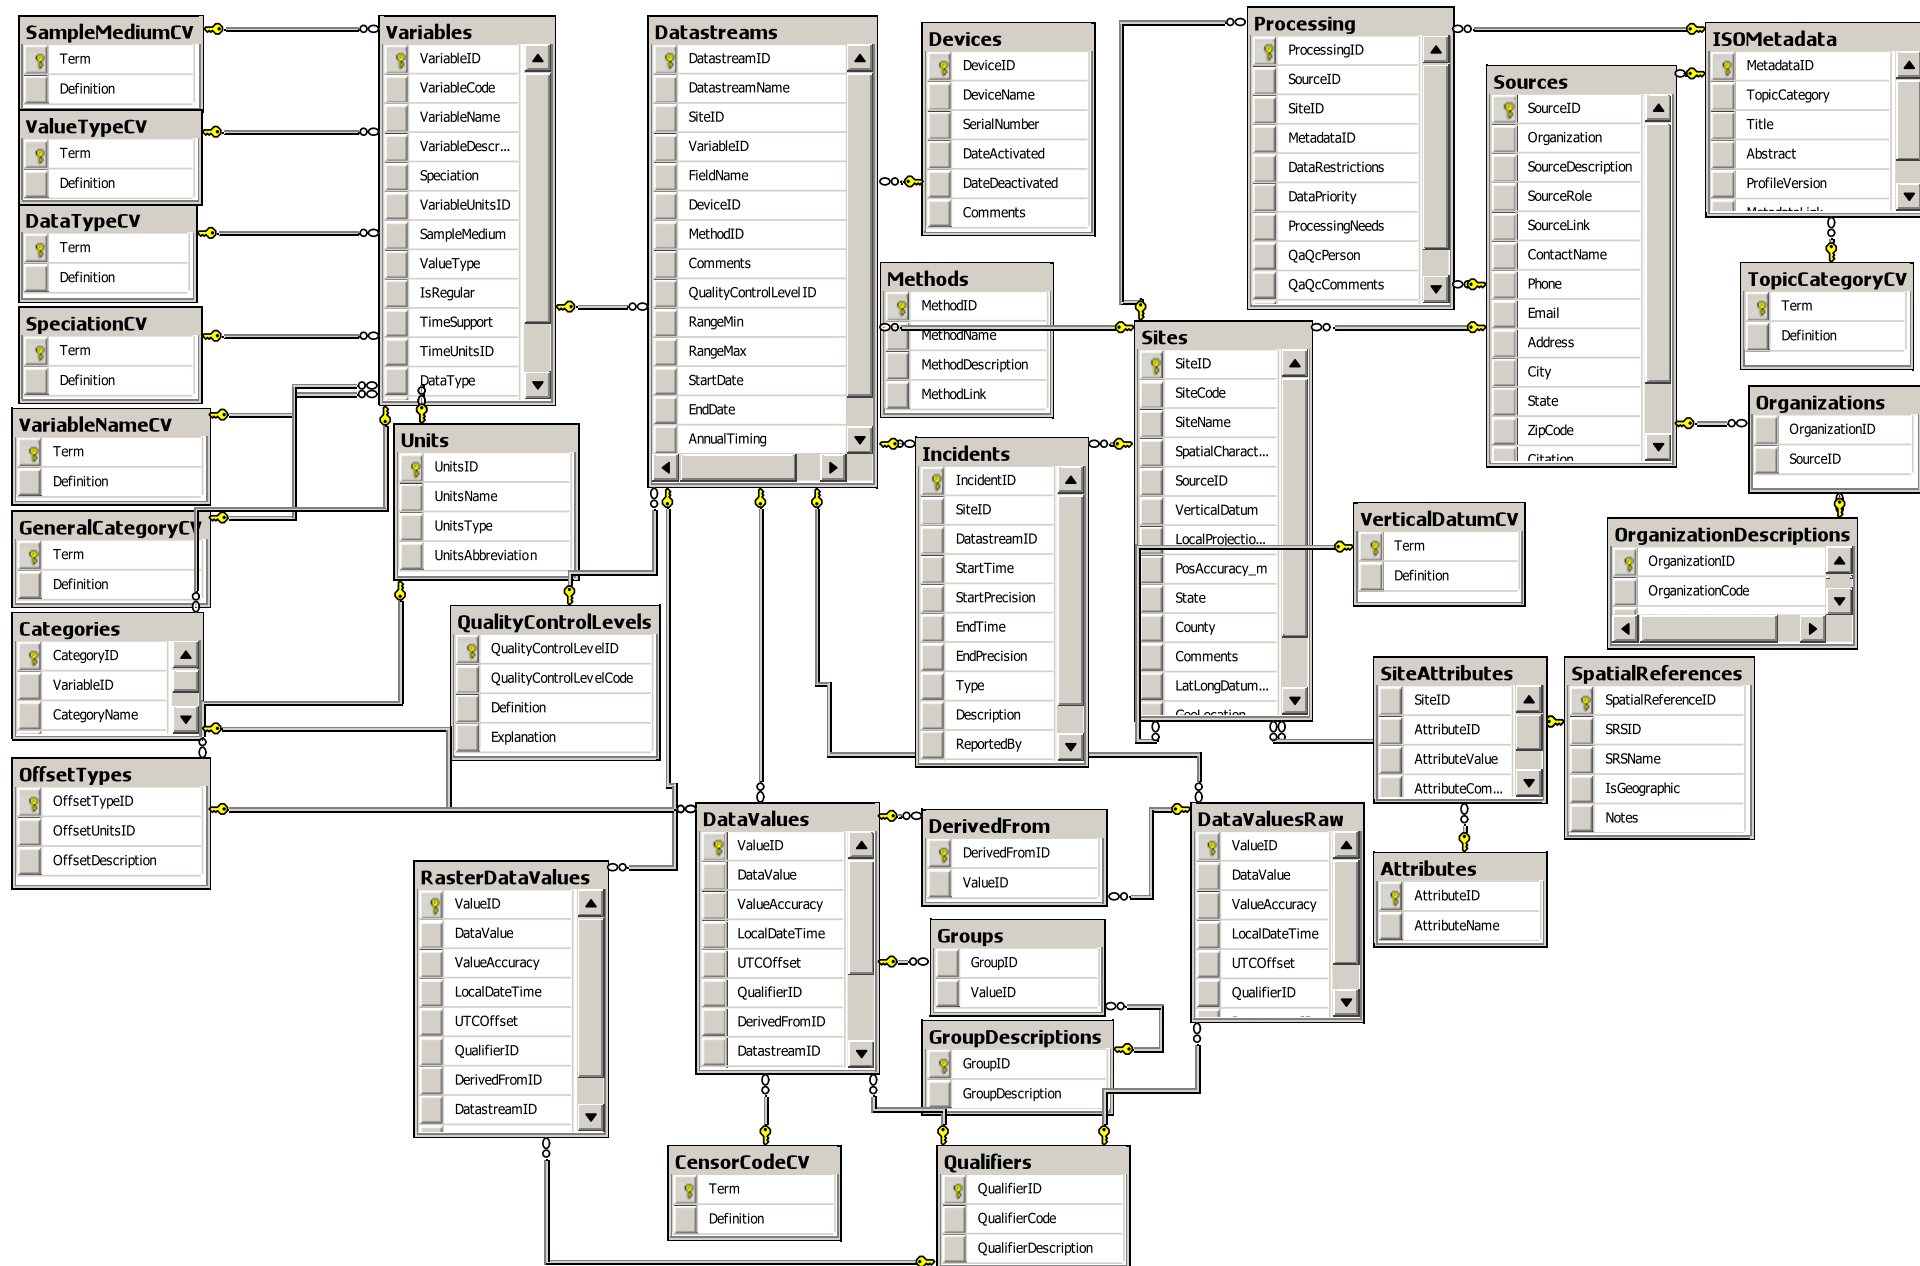 SampleMediumCV
Term
Definition
ValueTypeCV
Term
Definition
DataTypeCV
Term
Definition
SpeciationCV
Term
Definition
VariableNameCV
Term
Definition
GeneralCategoryCV
Term
Definition
Categories
CategoryID
VariableID
CategoryName
OffsetTypes
OffsetTypeID
OffsetUnitsID
OffsetDescription
Variables
VariableID
VariableCode
VariableName
VariableDescr...
Speciation
VariableUnitsID
SampleMedium
ValueType
IsRegular
TimeSupport
TimeUnitsID
DataType
Units
UnitsID
UnitsName
UnitsType
UnitsAbbreviation
QualityControlLevels
QualityControlLevelID
QualityControlLevelCode
Definition
Explanation
RasterDataValues
ValueID
DataValue
ValueAccuracy
LocalDateTime
UTCOffset
QualifierID
DerivedFromID
DatastreamID
Datastreams
DatastreamID
DatastreamName
SiteID
VariableID
FieldName
DeviceID
MethodID
Comments
QualityControlLevelID
RangeMin
RangeMax
StartDate
EndDate
AnnualTiming
DataValues
ValueID
DataValue
ValueAccuracy
LocalDateTime
UTCOffset
QualifierID
DerivedFromID
DatastreamID
CensorCodeCV
Term
Definition
Devices
DeviceID
DeviceName
SerialNumber
DateActivated
DateDeactivated
Comments
Methods
MethodID
MethodName
MethodDescription
MethodLink
Incidents
IncidentID
SiteID
DatastreamID
StartTime
StartPrecision
EndTime
EndPrecision
Type
Description
ReportedBy
DerivedFrom
DerivedFromID
ValueID
Groups
GroupID
ValueID
GroupDescriptions
GroupID
GroupDescription
Qualifiers
QualifierID
QualifierCode
QualifierDescription
Processing
ProcessingID
SourceID
SiteID
MetadataID
DataRestrictions
DataPriority
ProcessingNeeds
QaQcPerson
QaQcComments
Sites
SiteID
SiteCode
SiteName
SpatialCharact...
SourceID
VerticalDatum
LocalProjectio...
PosAccuracy_m
State
County
Comments
LatLongDatum...
GeoLocation
DataValuesRaw
ValueID
DataValue
ValueAccuracy
LocalDateTime
UTCOffset
QualifierID
Sources
SourceID
Organization
SourceDescription
SourceRole
SourceLink
ContactName
Phone
Email
Address
City
State
ZipCode
Citation
VerticalDatumCV
Term
Definition
SiteAttributes
SiteID
AttributeID
AttributeValue
AttributeCom...
Attributes
AttributeID
AttributeName
ISOMetadata
MetadataID
TopicCategory
Title
Abstract
ProfileVersion
MetadataLink
TopicCategoryCV
Term
Definition
Organizations
OrganizationID
SourceID
OrganizationDescriptions
OrganizationID
OrganizationCode
SpatialReferences
SpatialReferenceID
SRSID
SRSName
IsGeographic
Notes